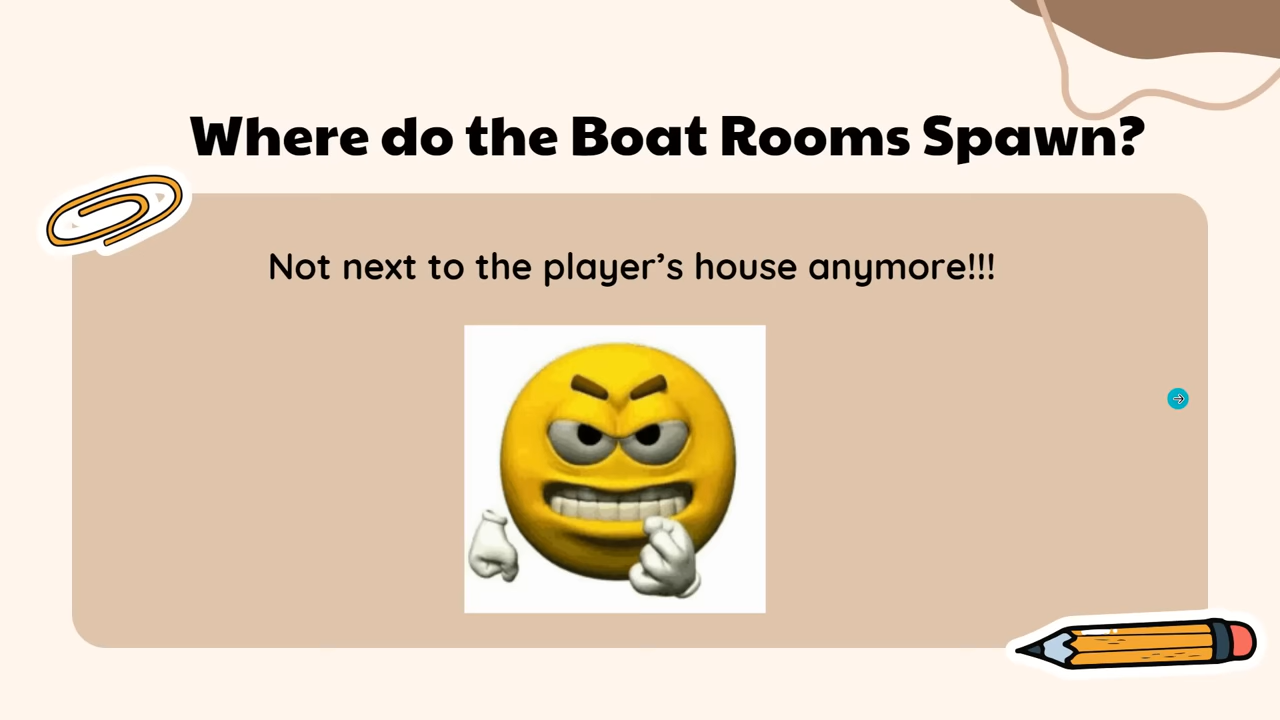 Where do the Boat Rooms Spawn?
Not next to the player’s house anymore!!!